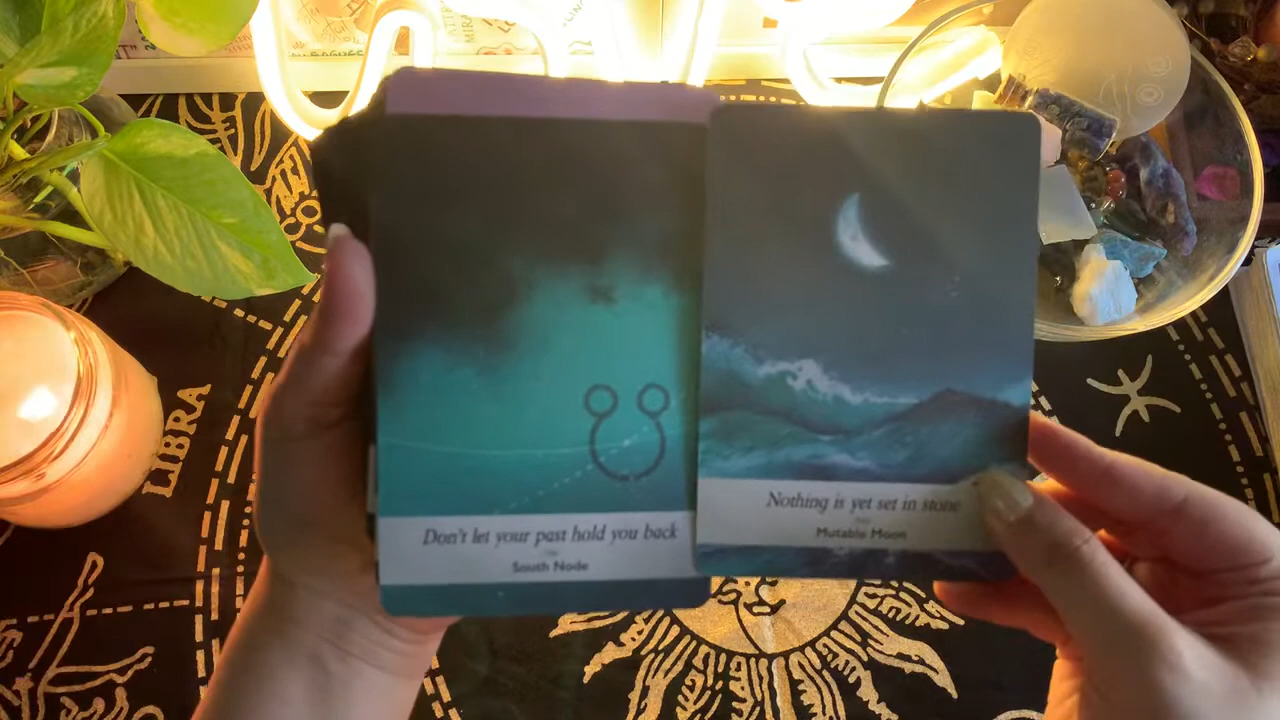 LIBRA
Don't let your past hold you back
South Node
Nothing is yet set in stone
Mutable Moon